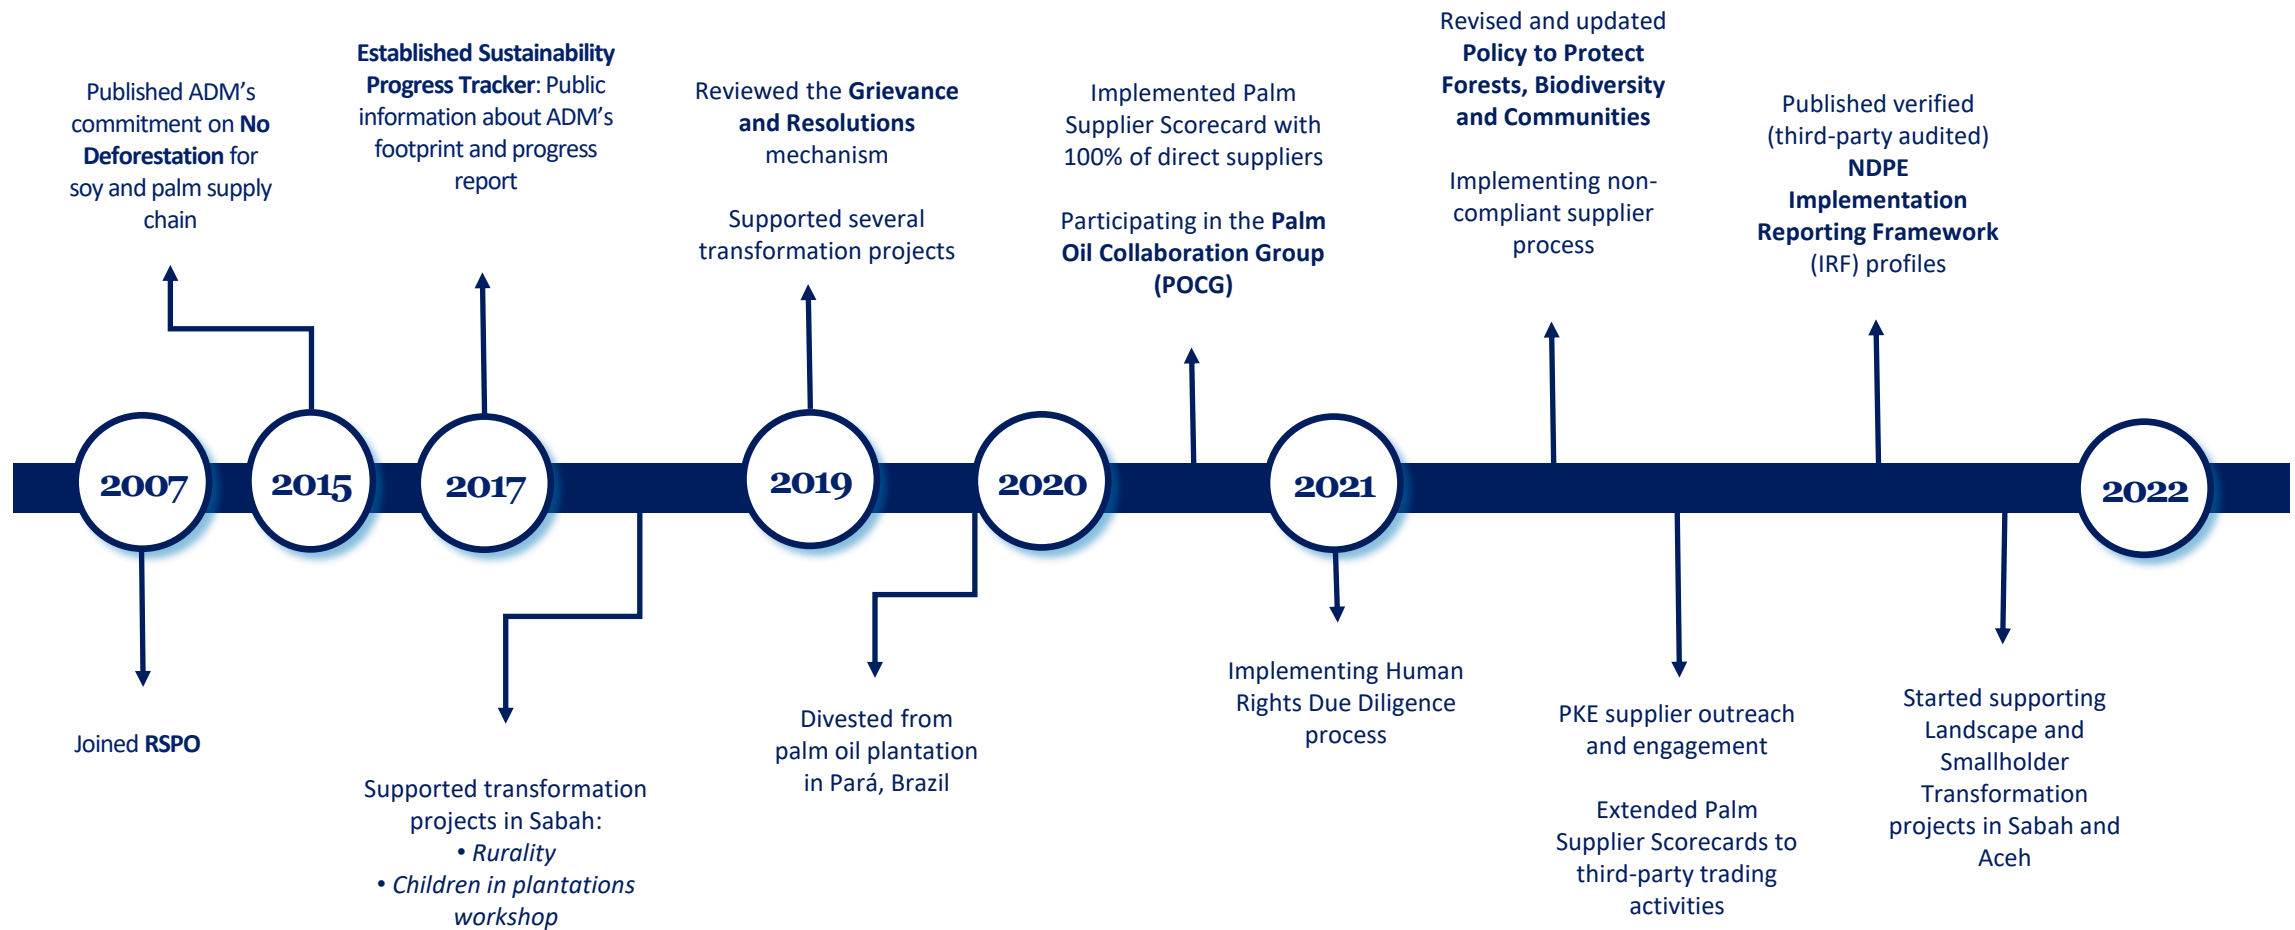 Published ADM's
commitment on No
Deforestation for
soy and palm supply
chain
Established Sustainability
Progress Tracker: Public
information about ADM's
footprint and progress
report
Reviewed the Grievance
and Resolutions
mechanism
Supported several
transformation projects
Implemented Palm
Supplier Scorecard with
100% of direct suppliers
Participating in the Palm
Oil Collaboration Group
(POCG)
Revised and updated
Policy to Protect
Forests, Biodiversity
and Communities
Implementing non-
compliant supplier
process
Published verified
(third-party audited)
NDPE
Implementation
Reporting Framework
(IRF) profiles
2007
2015
2017
2019
2020
2021
2022
Joined RSPO
Supported transformation
projects in Sabah:
• Rurality
• Children in plantations
workshop
Divested from
palm oil plantation
in Pará, Brazil
Implementing Human
Rights Due Diligence
process
PKE supplier outreach
and engagement
Extended Palm
Supplier Scorecards to
third-party trading
activities
Started supporting
Landscape and
Smallholder
Transformation
projects in Sabah and
Aceh